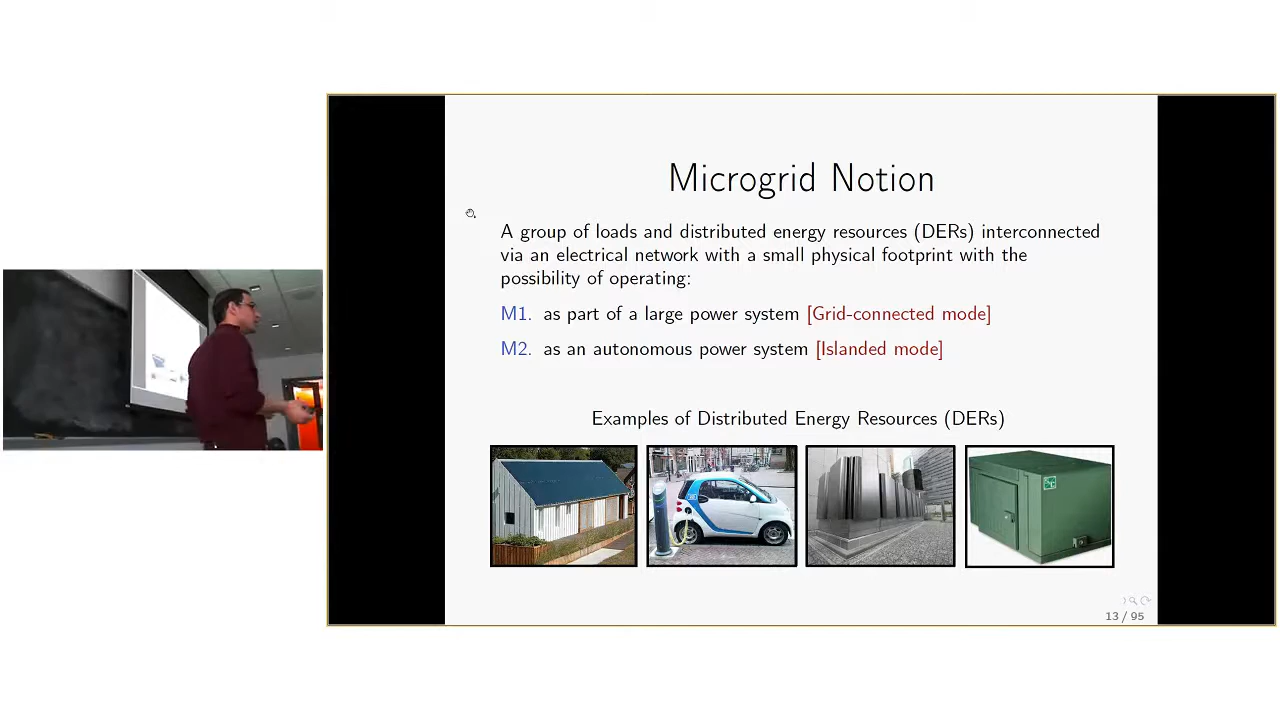 Microgrid Notion
A group of loads and distributed energy resources (DERs) interconnected
via an electrical network with a small physical footprint with the
possibility of operating:
M1. as part of a large power system [Grid-connected mode]
M2. as an autonomous power system [Islanded mode]
Examples of Distributed Energy Resources (DERs)
13 / 95